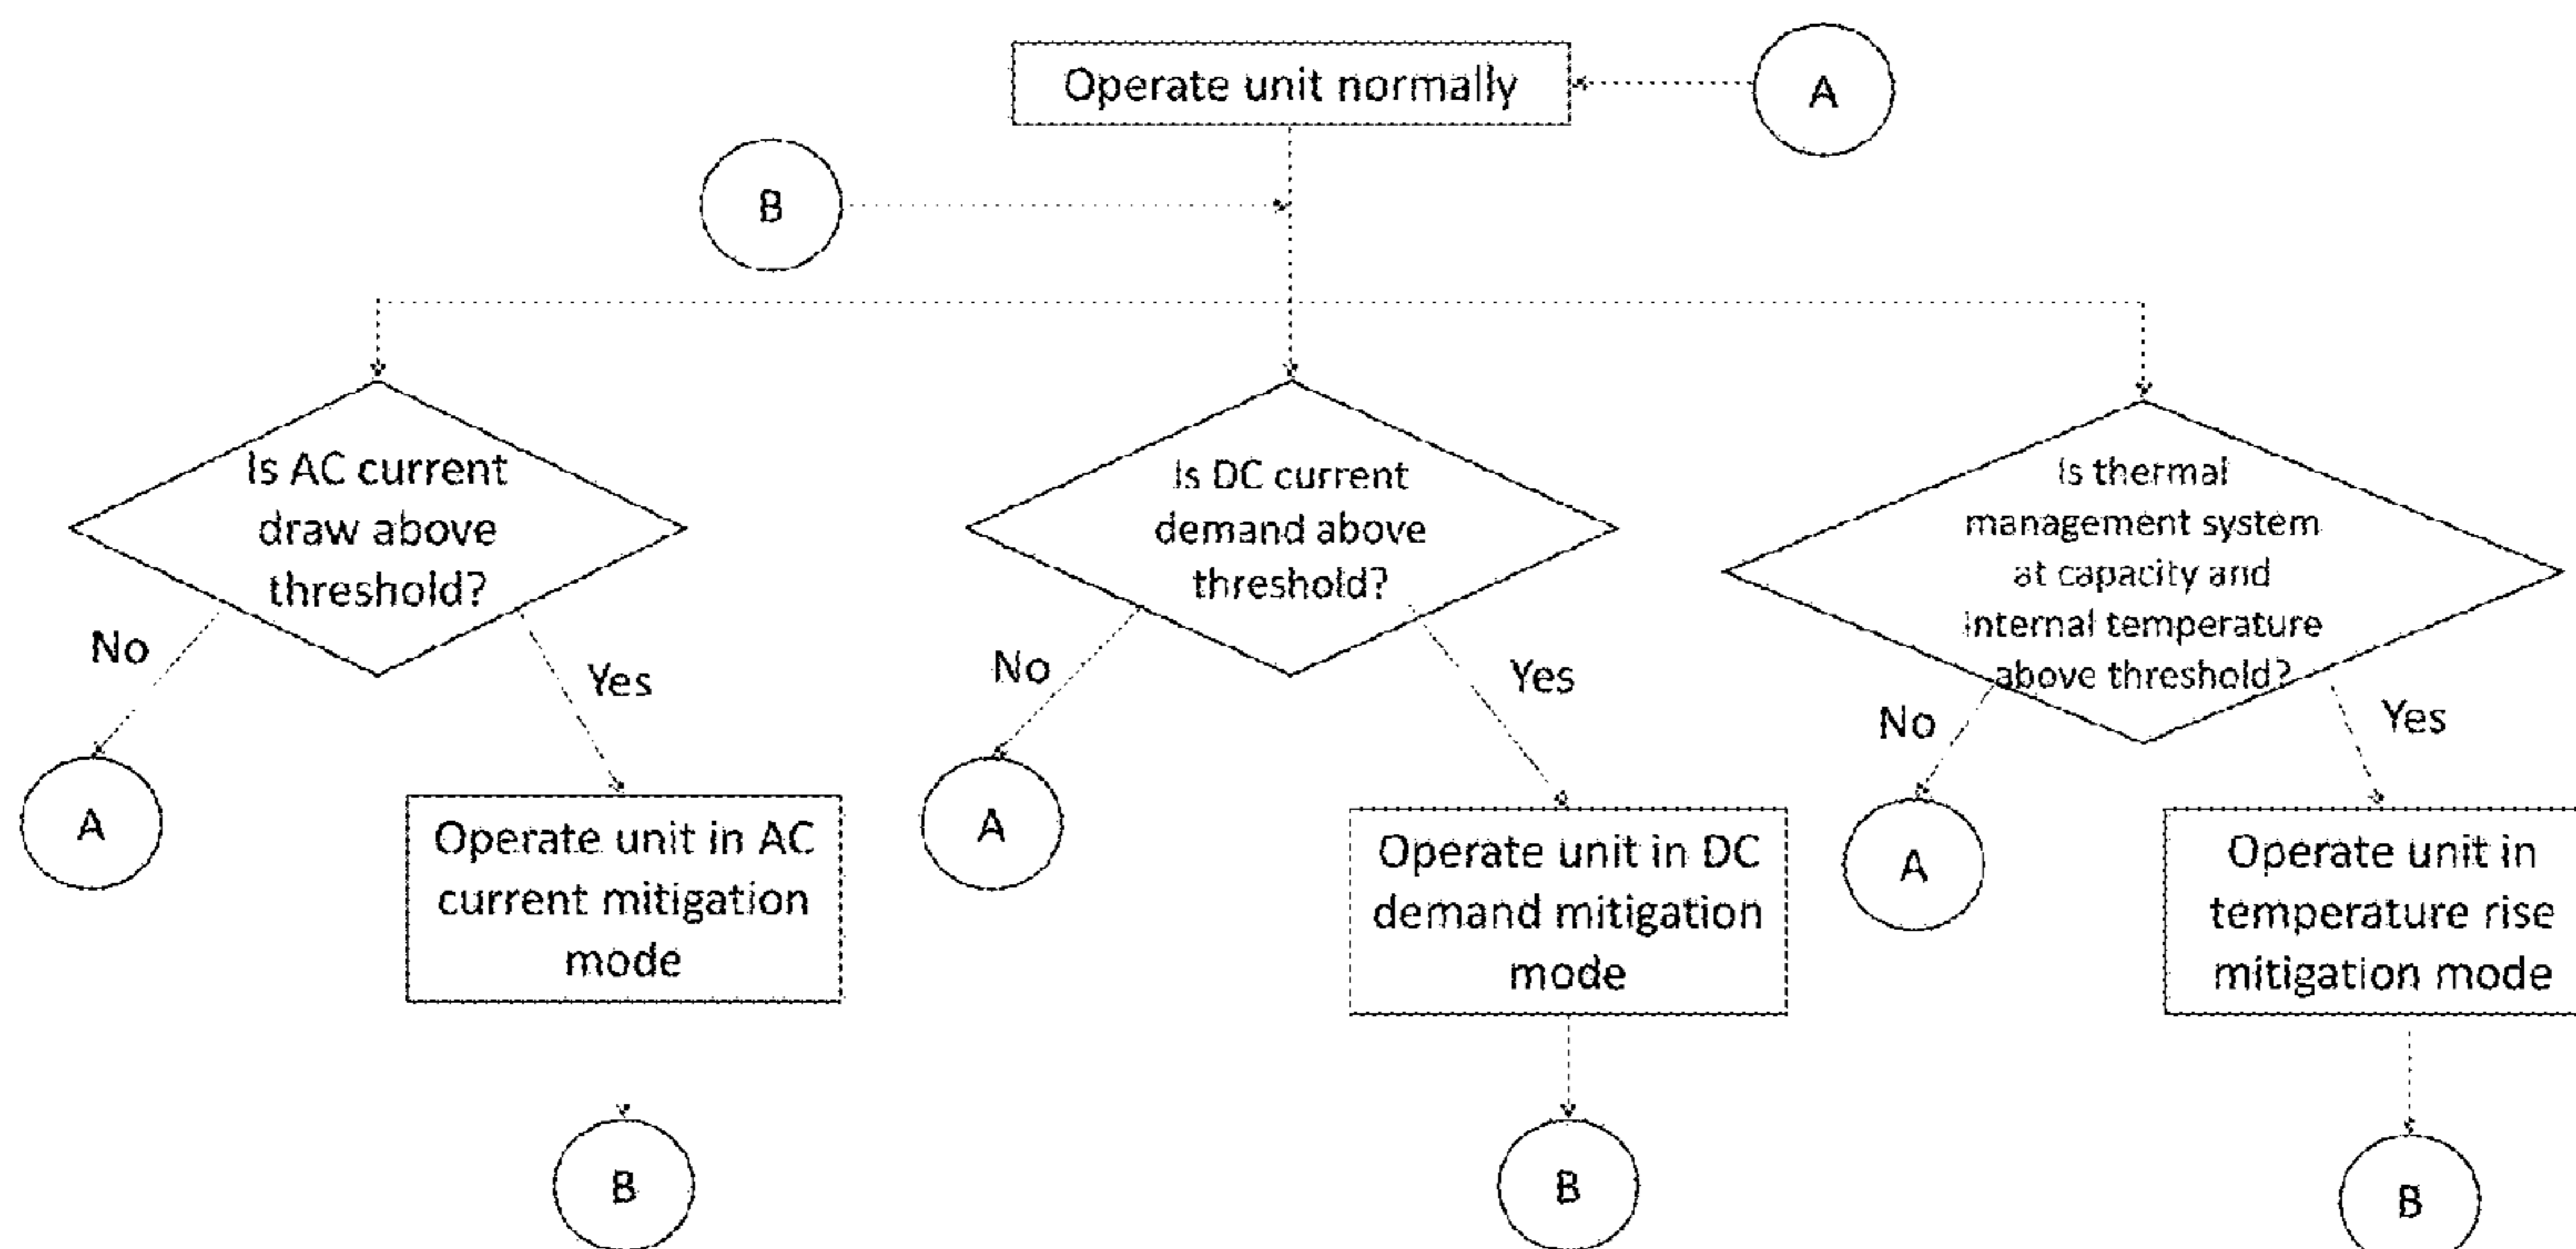 Operate unit normally
A
B
Is AC current
draw above
threshold?
Is DC current
demand above
threshold?
Is thermal
management system
at capacity and
internal temperature
above threshold?
No
Yes
No
Yes
No
Yes
A
Operate unit in AC
current mitigation
mode
A
Operate unit in DC
demand mitigation
mode
A
Operate unit in
temperature rise
mitigation mode
B
B
B